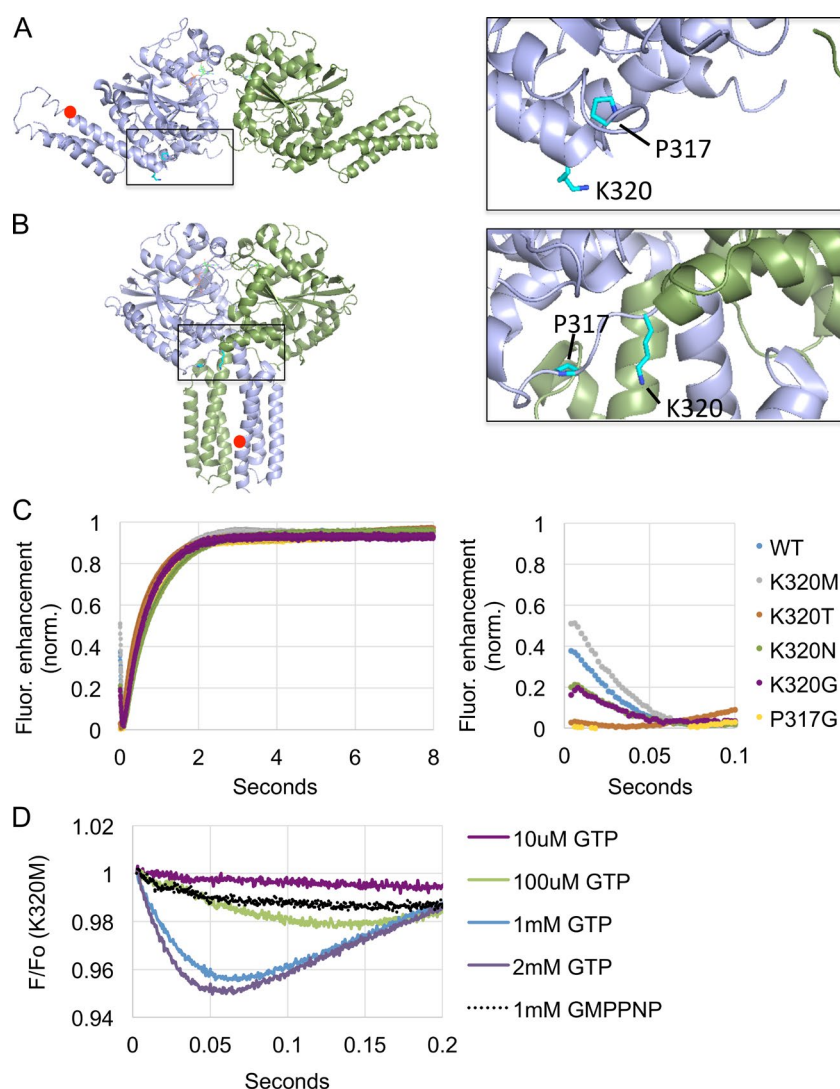 A
P317
K320
B
P317
K320
C
Fluor. enhancement
(norm.)
1
0.8
0.6
0.4
0.2
0
0
2
4
6
8
Seconds
Fluor. enhancement
(norm.)
1
0.8
0.6
0.4
0.2
0
0
0.05
0.1
Seconds
WT
K320M
K320T
K320N
K320G
P317G
D
F/Fo (K320M)
1.02
1
0.98
0.96
0.94
0
0.05
0.1
0.15
0.2
Seconds
10uM GTP
100uM GTP
1mM GTP
2mM GTP
1mM GMPPNP